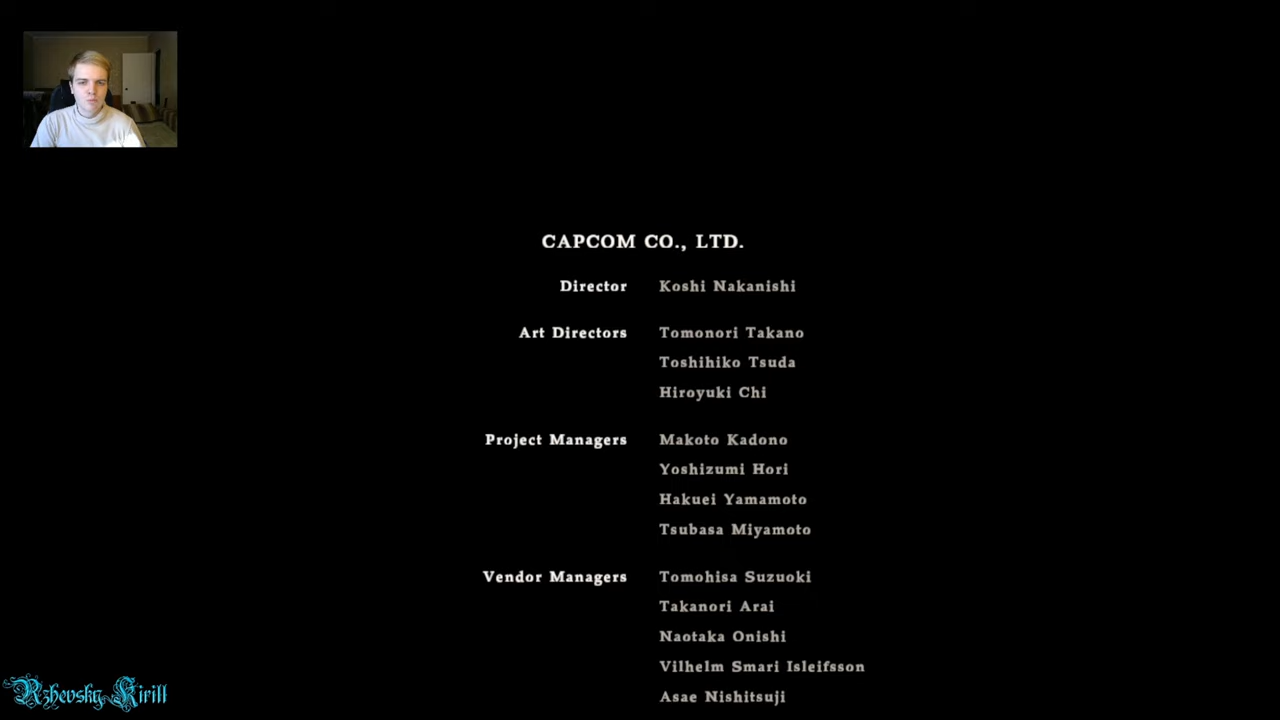 CAPCOM CO., LTD.
Director Koshi Nakanishi
Art Directors Tomonori Takano
Toshihiko Tsuda
Hiroyuki Chi
Project Managers Makoto Kadono
Yoshizumi Hori
Hakuei Yamamoto
Tsubasa Miyamoto
Vendor Managers Tomohisa Suzuoki
Takanori Arai
Naotaka Onishi
Vilhelm Smari Isleifsson
Asae Nishitsuji
Rzhevsky Kirill